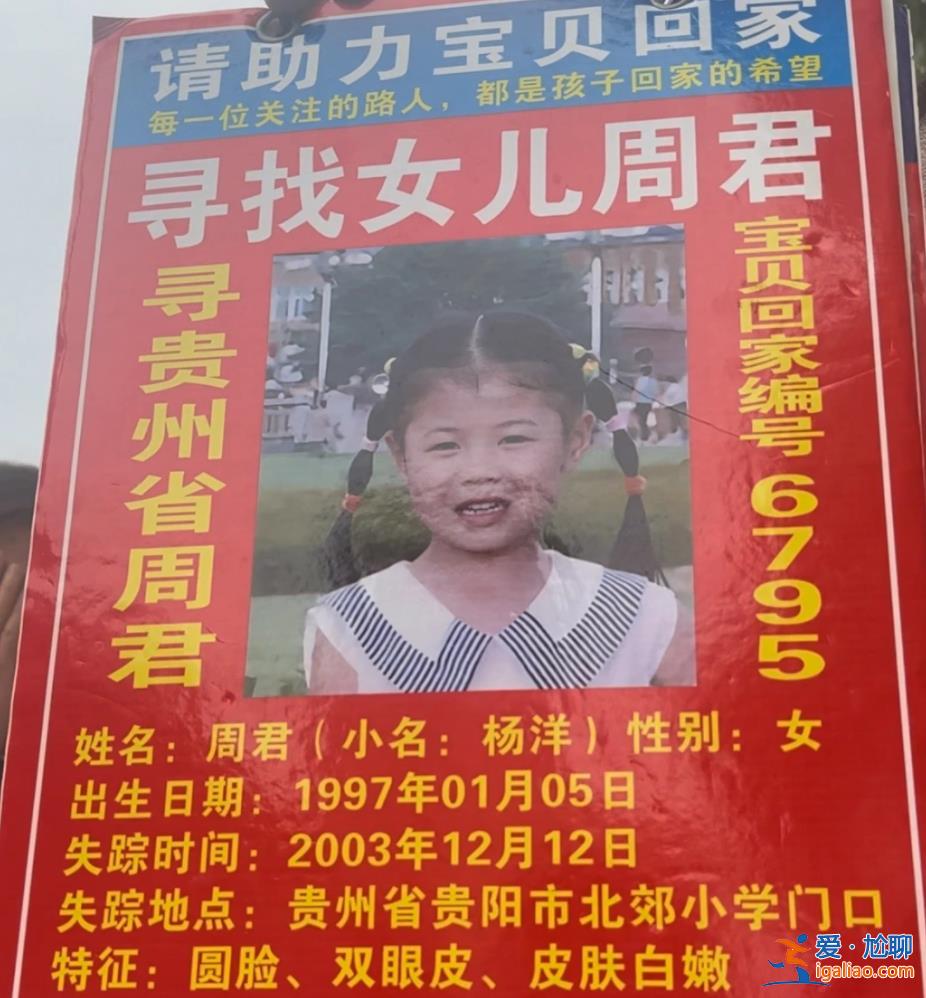 请助力宝贝回家
每一位关注的路人，都是孩子回家的希望
寻找女儿周君
寻贵州省周君
宝贝回家编号6795
姓名：周君（小名：杨洋）性别：女
出生日期：1997年01月05日
失踪时间：2003年12月12日
失踪地点：贵州省贵阳市北郊小学门口
特征：圆脸、双眼皮、皮肤白嫩
爱·尬聊
igaliao.com